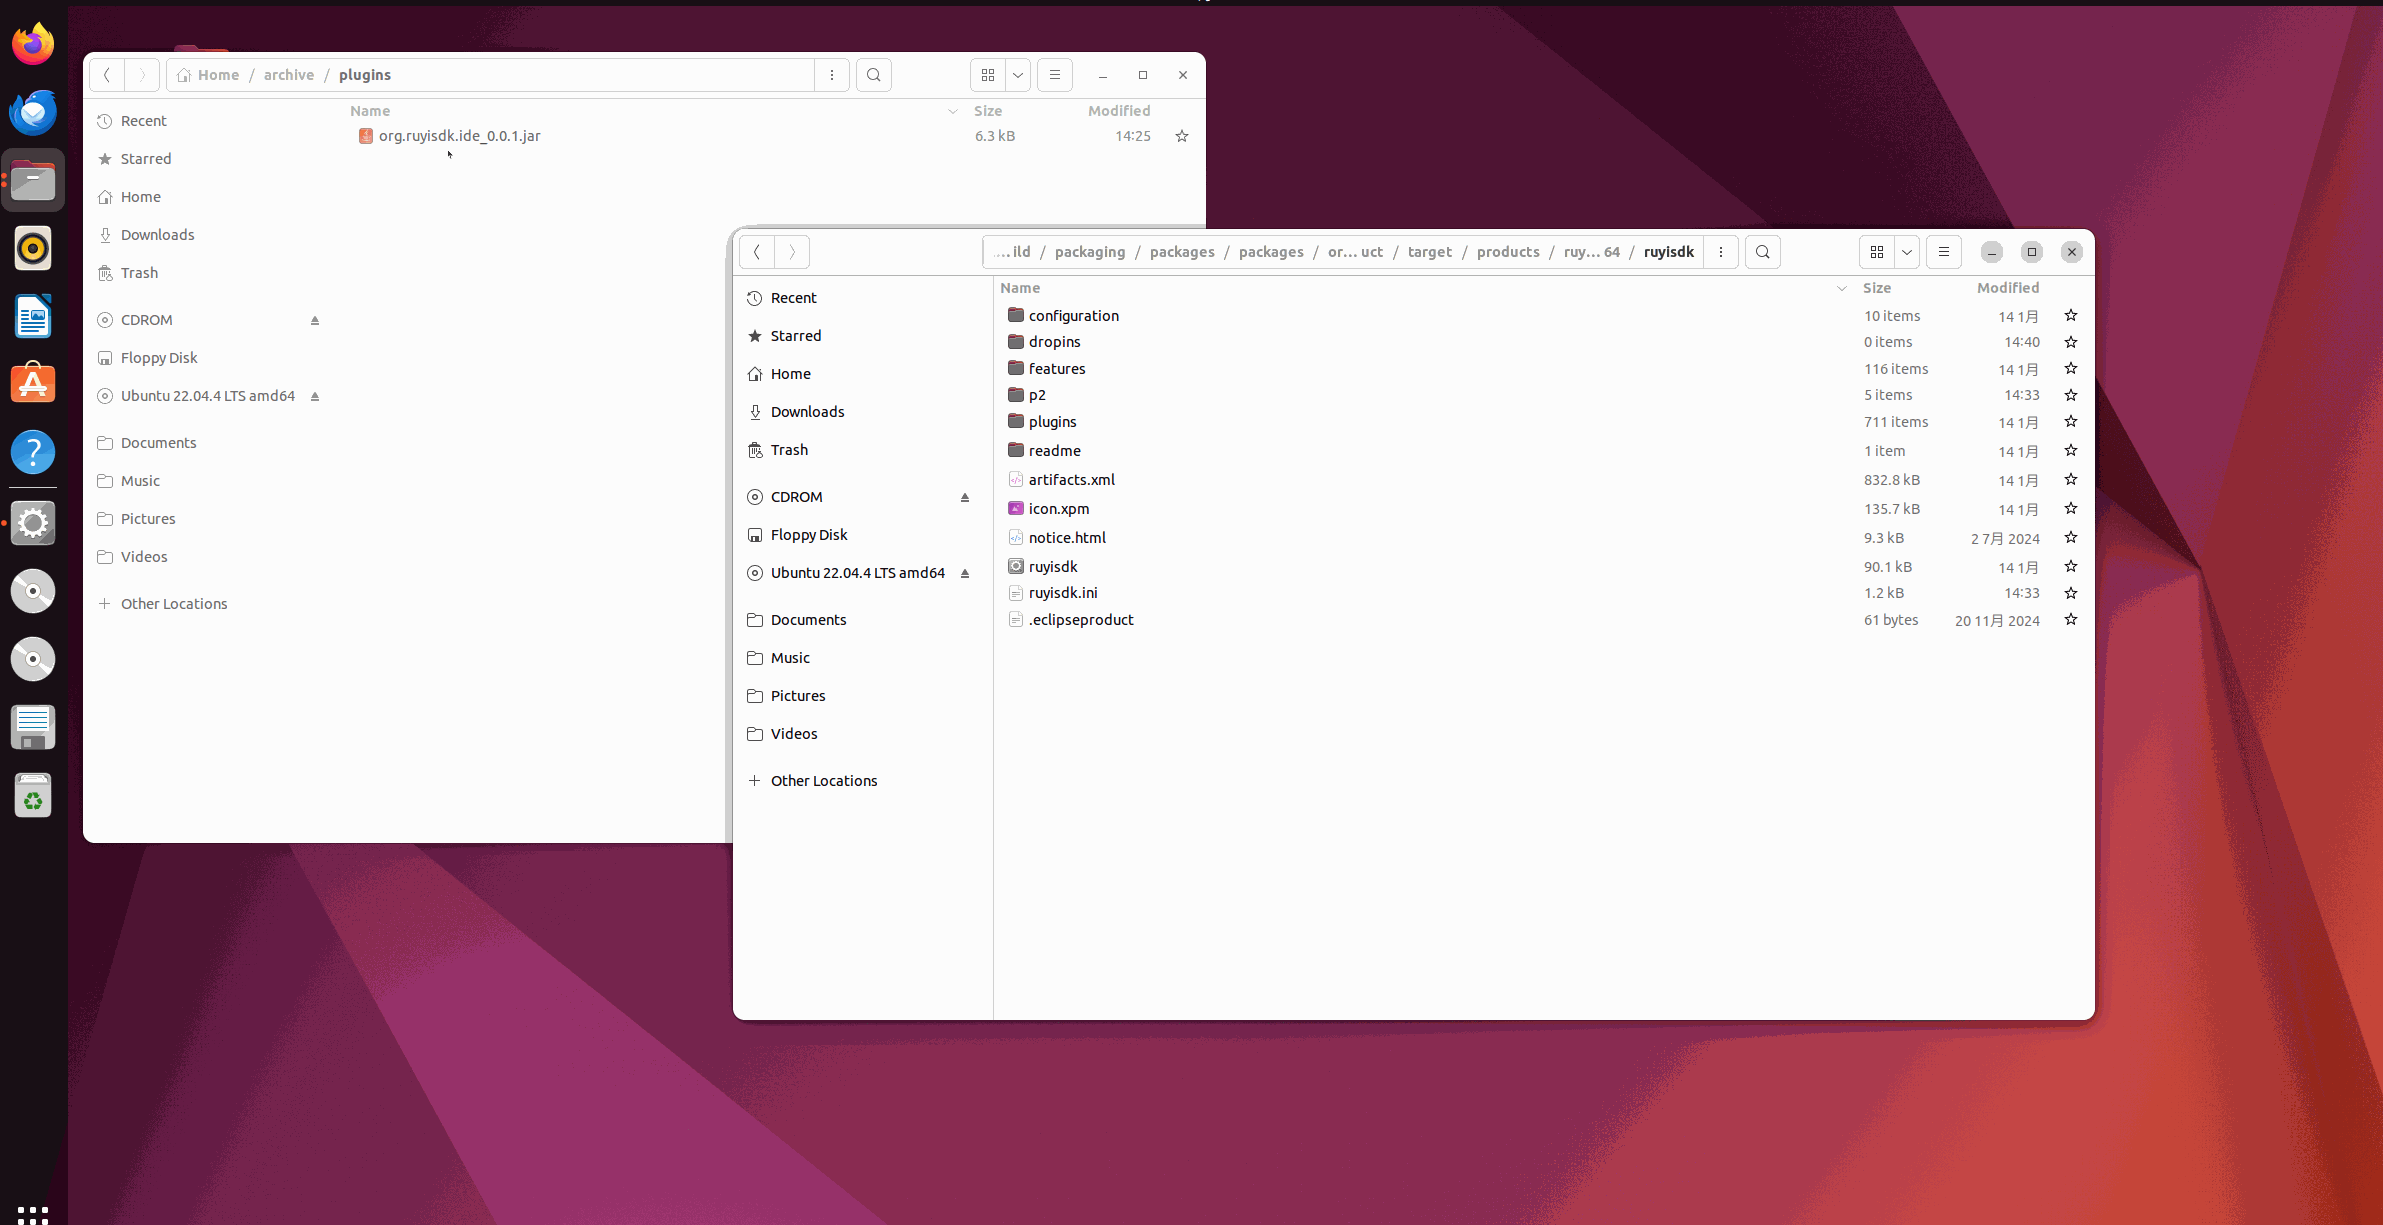 Home / archive / plugins
Name Size Modified
org.ruyisdk.ide_0.0.1.jar 6.3 kB 14:25
Recent
Starred
Home
Downloads
Trash
CDROM
Floppy Disk
Ubuntu 22.04.4 LTS amd64
Documents
Music
Pictures
Videos
Other Locations
... ild / packaging / packages / packages / or... uct / target / products / ruy... 64 / ruyisdk
Recent
Starred
Home
Downloads
Trash
CDROM
Floppy Disk
Ubuntu 22.04.4 LTS amd64
Documents
Music
Pictures
Videos
Other Locations
Name Size Modified
configuration 10 items 14 1月
dropins 0 items 14:40
features 116 items 14 1月
p2 5 items 14:33
plugins 711 items 14 1月
readme 1 item 14 1月
artifacts.xml 832.8 kB 14 1月
icon.xpm 135.7 kB 14 1月
notice.html 9.3 kB 2 7月 2024
ruyisdk 90.1 kB 14 1月
ruyisdk.ini 1.2 kB 14:33
.eclipseproduct 61 bytes 20 11月 2024